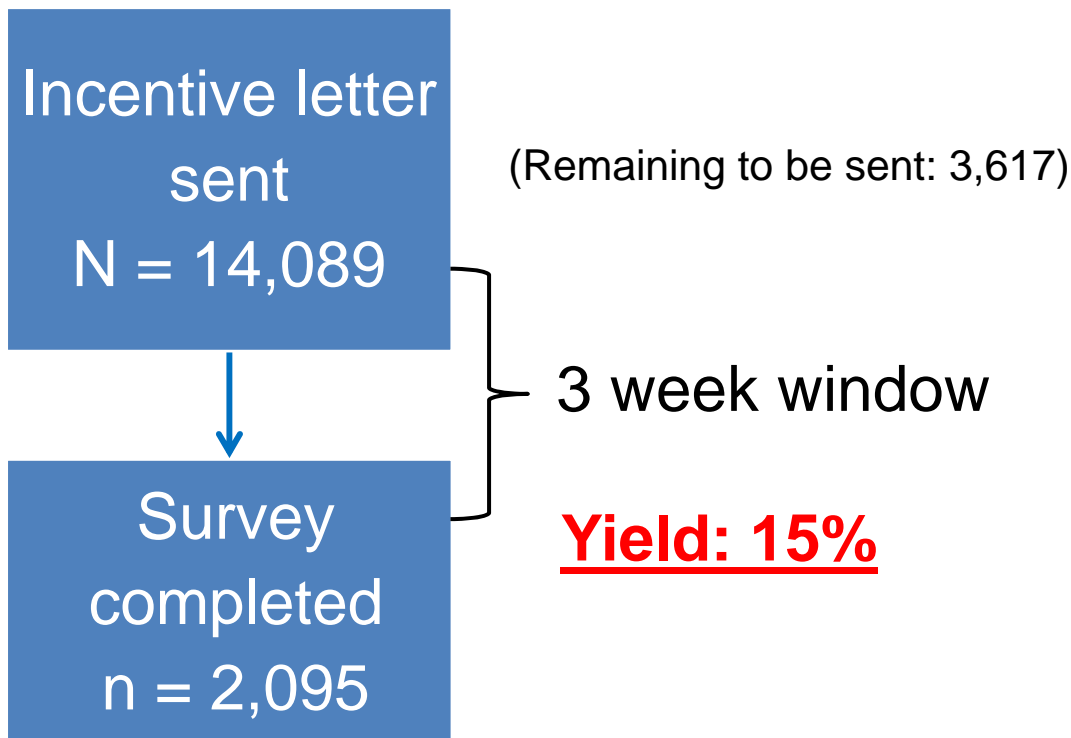 Incentive letter
sent
N = 14,089
(Remaining to be sent: 3,617)
3 week window
Survey
completed
n = 2,095
Yield: 15%